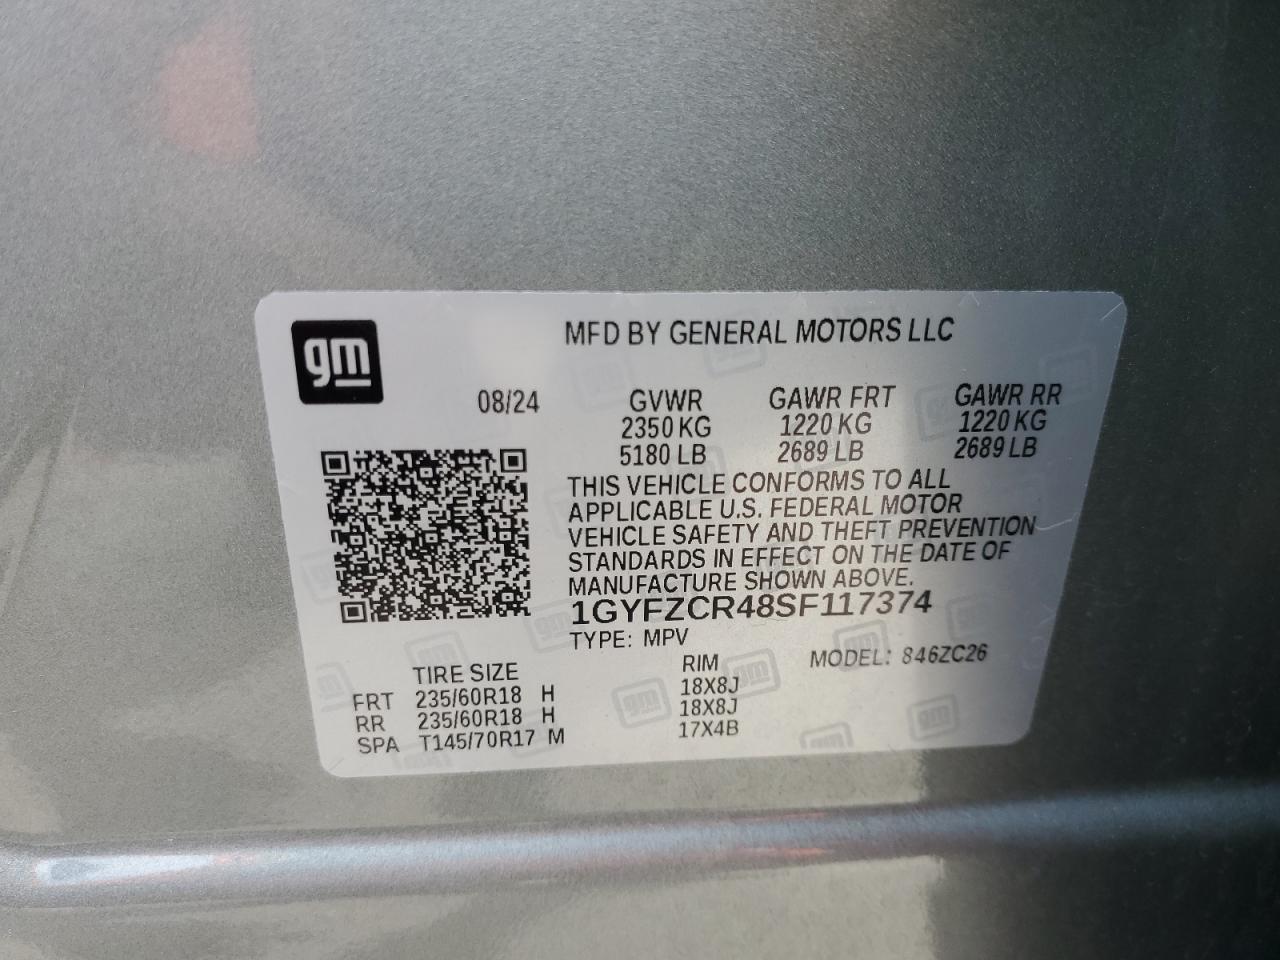 gm
MFD BY GENERAL MOTORS LLC
08/24 GVWR GAWR FRT GAWR RR
2350 KG 1220 KG 1220 KG
5180 LB 2689 LB 2689 LB
THIS VEHICLE CONFORMS TO ALL
APPLICABLE U.S. FEDERAL MOTOR
VEHICLE SAFETY AND THEFT PREVENTION
STANDARDS IN EFFECT ON THE DATE OF
MANUFACTURE SHOWN ABOVE.
1GYFZCR48SF117374
TYPE: MPV MODEL: 846ZC26
TIRE SIZE RIM
FRT 235/60R18 H 18X8J
RR 235/60R18 H 18X8J
SPA T145/70R17 M 17X4B